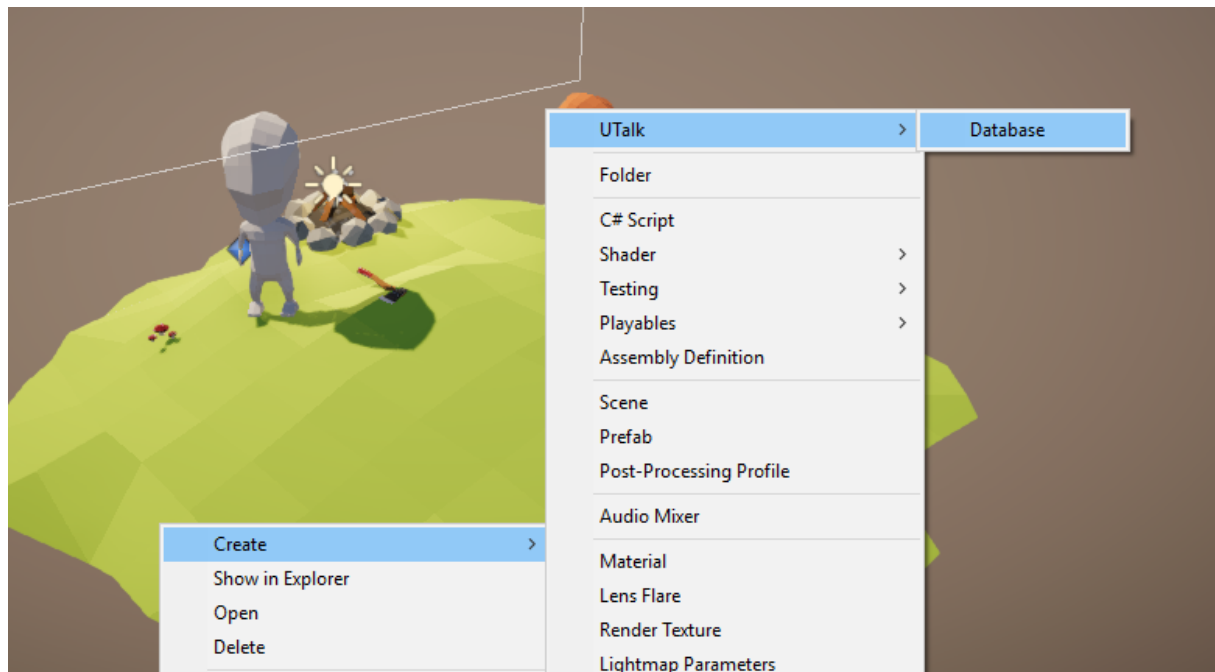 UTalk
Database
Folder
C# Script
Shader
Testing
Playables
Assembly Definition
Scene
Prefab
Post-Processing Profile
Audio Mixer
Material
Lens Flare
Render Texture
Lightmap Parameters
Create
Show in Explorer
Open
Delete